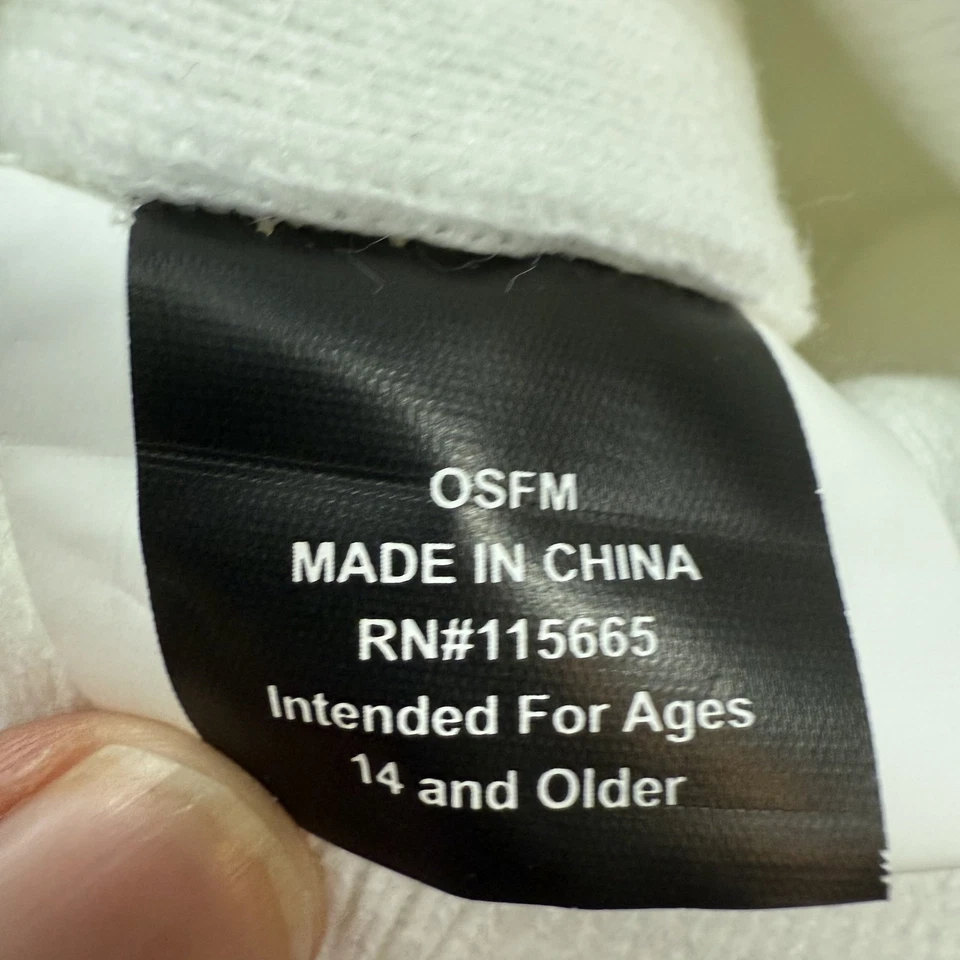 OSFM
MADE IN CHINA
RN#115665
Intended For Ages
14 and Older